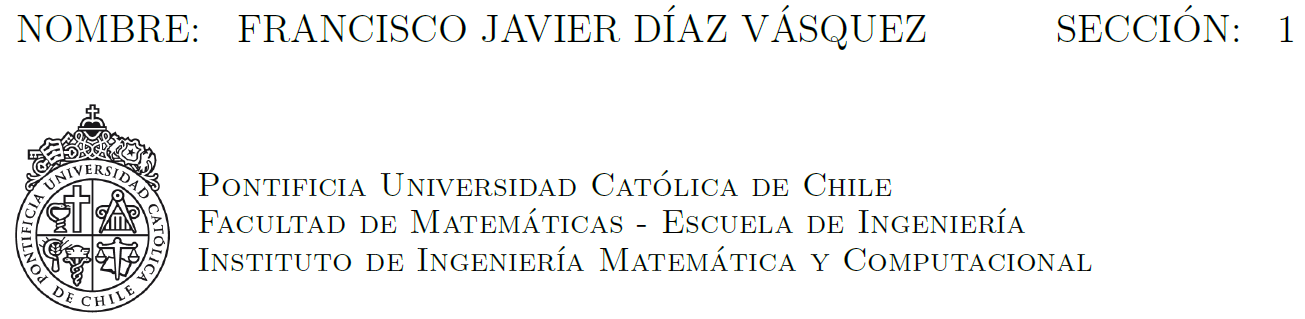 NOMBRE: FRANCISCO JAVIER DÍAZ VÁSQUEZ SECCIÓN: 1
PONTIFICIA UNIVERSIDAD CATÓLICA DE CHILE
PONTIFICIA UNIVERSIDAD CATÓLICA DE CHILE
FACULTAD DE MATEMÁTICAS - ESCUELA DE INGENIERÍA
INSTITUTO DE INGENIERÍA MATEMÁTICA Y COMPUTACIONAL